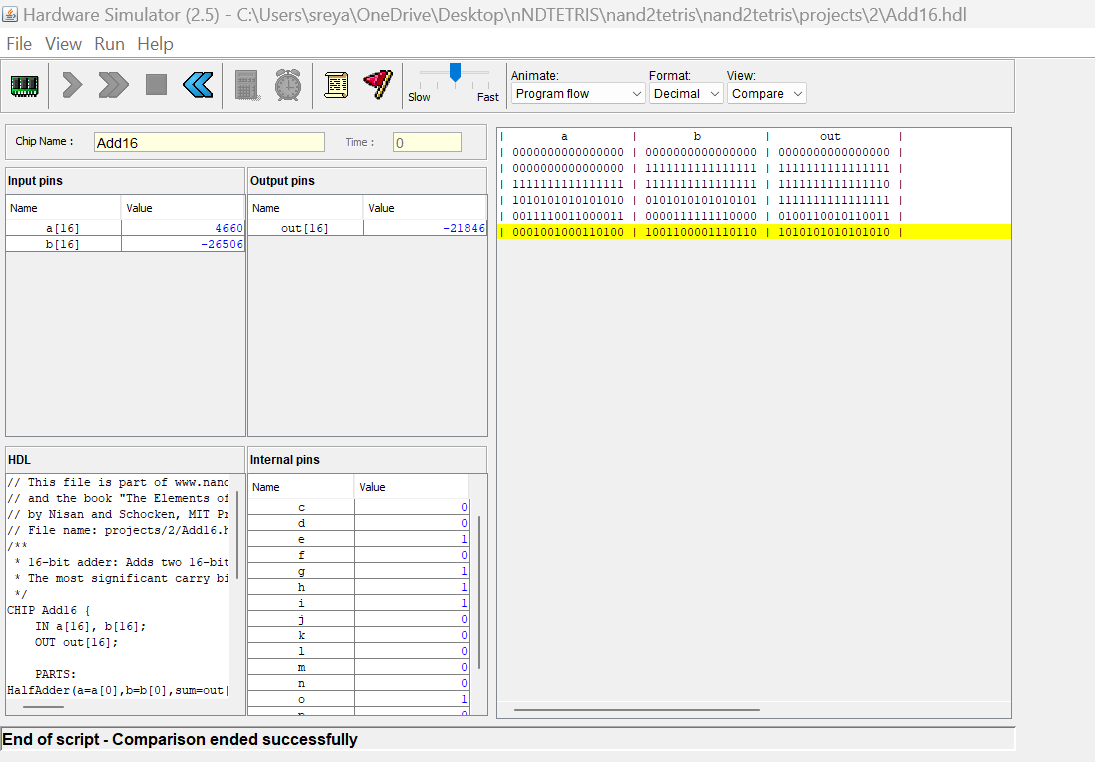 Hardware Simulator (2.5) - C:\Users\sreya\OneDrive\Desktop\nNDTETRIS\nand2tetris\nand2tetris\projects\2\Add16.hdl
File View Run Help
Slow Fast
Animate: Format: View:
Program flow Decimal Compare
Chip Name : Add16 Time : 0
Input pins
Name Value
a[16] 4660
b[16] -26506
Output pins
Name Value
out[16] -21846
| a | b | out |
| 0000000000000000 | 0000000000000000 | 0000000000000000 |
| 0000000000000000 | 1111111111111111 | 1111111111111111 |
| 1111111111111111 | 1111111111111111 | 1111111111111110 |
| 1010101010101010 | 0101010101010101 | 1111111111111111 |
| 0011110011000011 | 0000111111110000 | 0100110010110011 |
| 0001001000110100 | 1001100001110110 | 1010101010101010 |
HDL
// This file is part of www.nand
// and the book "The Elements of
// by Nisan and Schocken, MIT Pr
// File name: projects/2/Add16.h
/**
* 16-bit adder: Adds two 16-bit
* The most significant carry bi
*/
CHIP Add16 {
IN a[16], b[16];
OUT out[16];
PARTS:
HalfAdder(a=a[0],b=b[0],sum=out[
Internal pins
Name Value
c 0
d 0
e 1
f 0
g 1
h 1
i 1
j 0
k 0
l 0
m 0
n 0
o 1
End of script - Comparison ended successfully